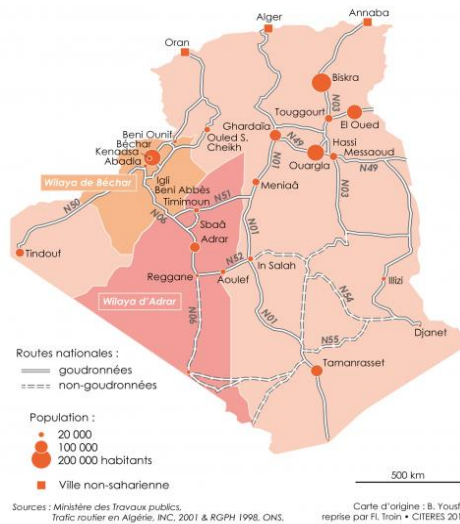 Annaba
Alger
Oran
Biskra
N03
Touggourt
El Oued
Beni Ounif
Ghardaïa
Béchar
Ouled S.
Cheikh
N49
Hassi
Messaoud
Kenadsa
Abadla
Ouargla
N49
Wilaya de Béchar
Igli
Beni Abbès
N01
N03
Timimoun
N51
Meniaâ
N50
N06
Sbaâ
N01
Tindouf
Adrar
N52
In Salah
Reggane
Aoulef
Illizi
Wilaya d'Adrar
N54
N06
N01
Djanet
N55
Tamanrasset
Routes nationales :
goudronnées
non-goudronnées
Population :
20 000
100 000
200 000 habitants
Ville non-saharienne
500 km
Sources : Ministère des Travaux publics,
Trafic routier en Algérie, INC, 2001 & RGPH 1998, ONS.
Carte d'origine : B. Yousf
reprise par Fl. Troin • CITERES 201